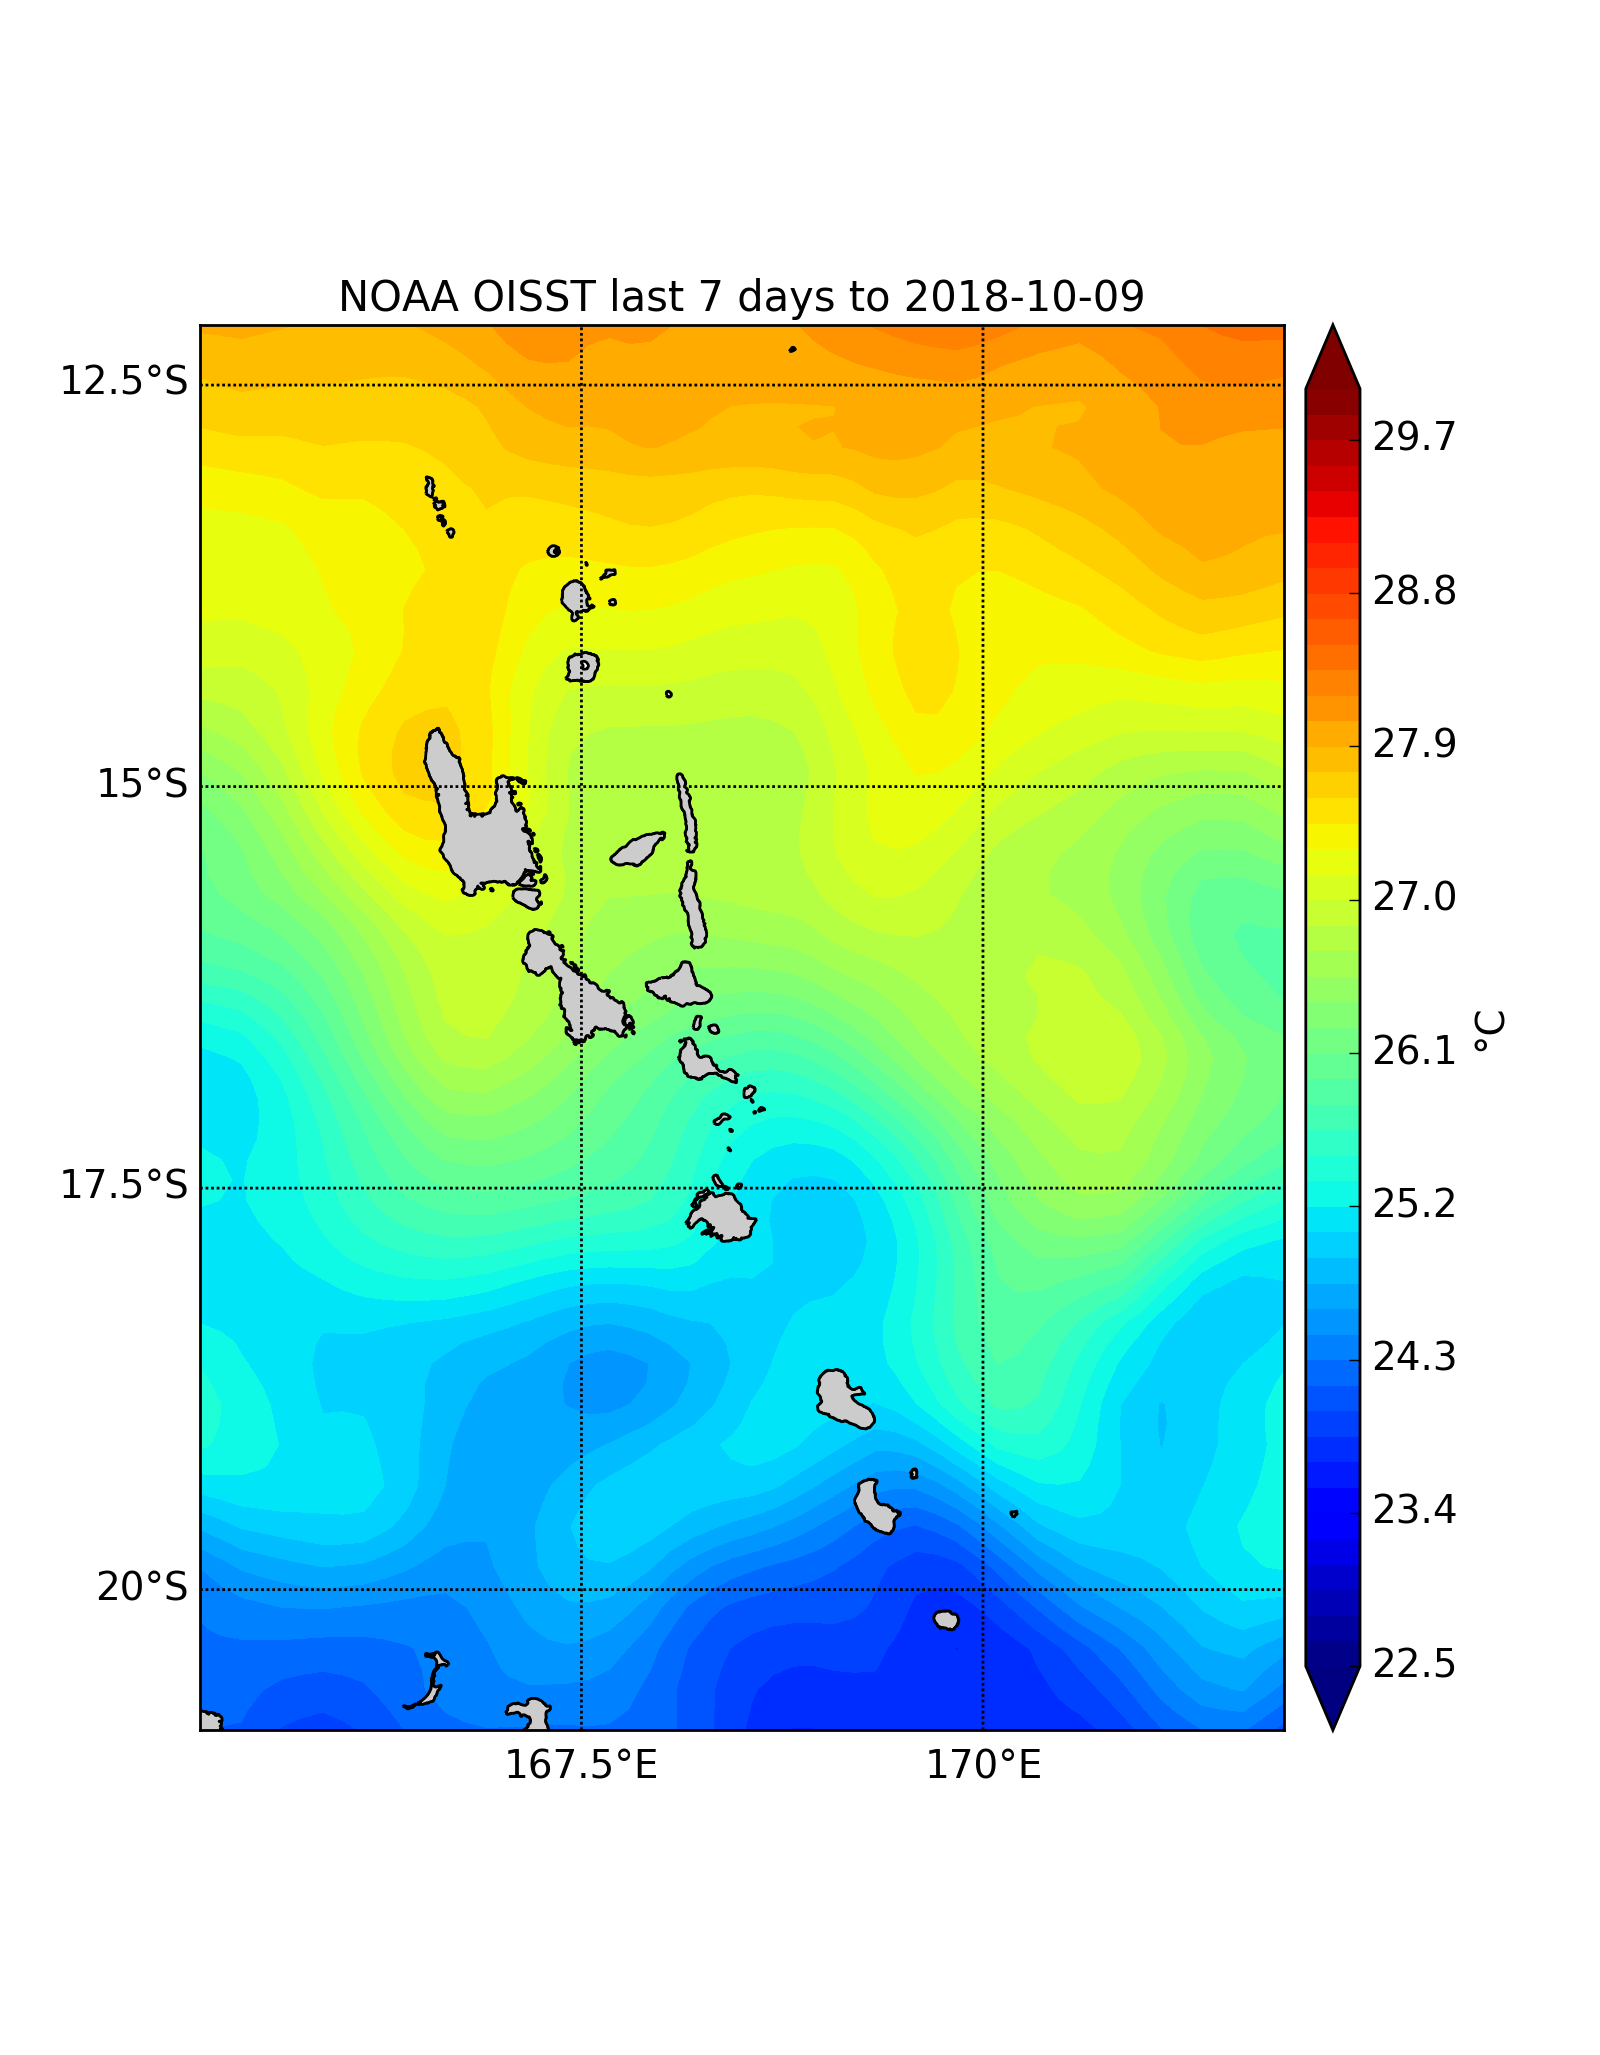 NOAA OISST last 7 days to 2018-10-09
12.5°S
15°S
17.5°S
20°S
167.5°E
170°E
29.7
28.8
27.9
27.0
26.1
25.2
24.3
23.4
22.5
°C